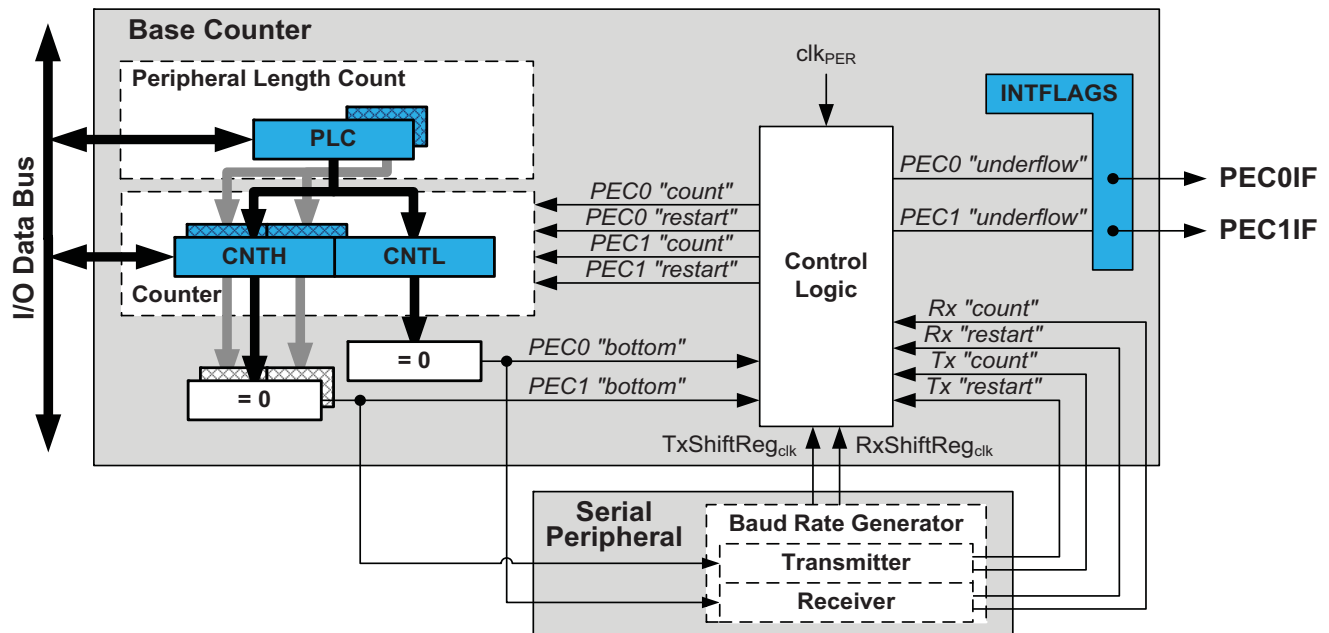 Base Counter
Peripheral Length Count
PLC
I/O Data Bus
CNTH
CNTL
Counter
= 0
= 0
PEC0 "count"
PEC0 "restart"
PEC1 "count"
PEC1 "restart"
PEC0 "bottom"
PEC1 "bottom"
clkPER
Control
Logic
INTFLAGS
PEC0 "underflow"
PEC1 "underflow"
PEC0IF
PEC1IF
Rx "count"
Rx "restart"
Tx "count"
Tx "restart"
TxShiftRegclk
RxShiftRegclk
Serial
Peripheral
Baud Rate Generator
Transmitter
Receiver